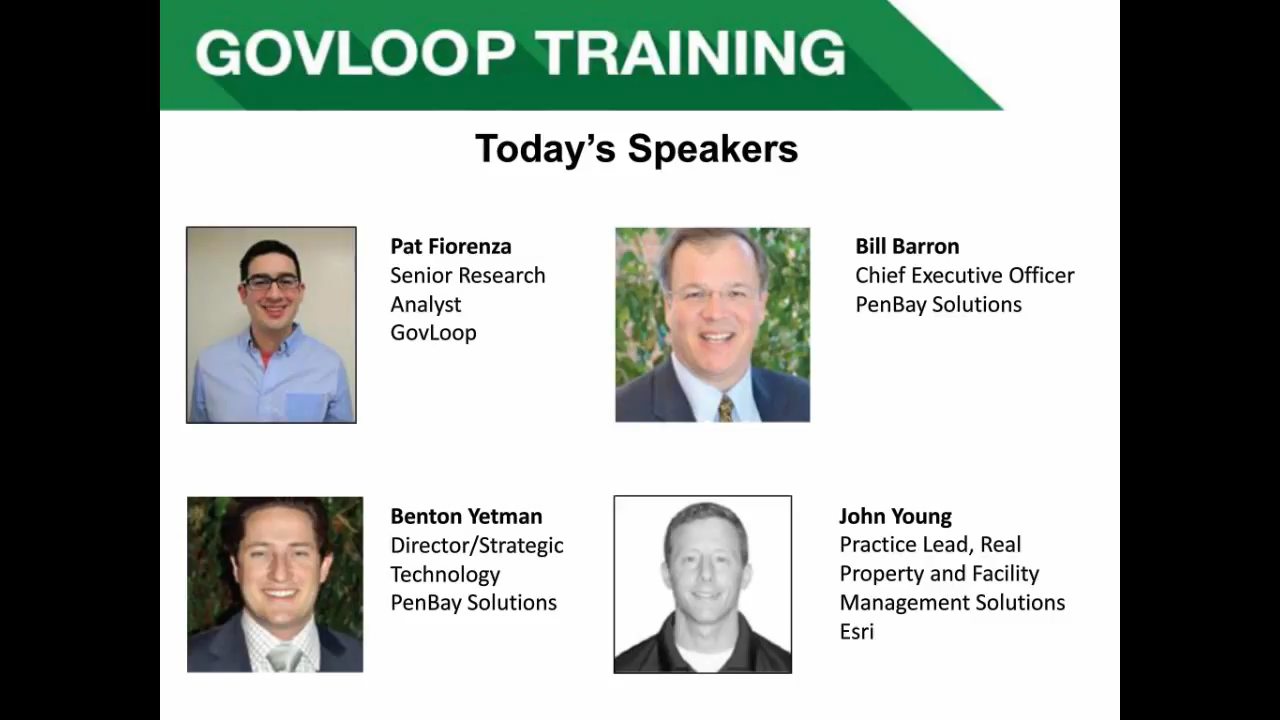 GOVLOOP TRAINING
Today’s Speakers
Pat Fiorenza
Senior Research
Analyst
GovLoop
Bill Barron
Chief Executive Officer
PenBay Solutions
Benton Yetman
Director/Strategic
Technology
PenBay Solutions
John Young
Practice Lead, Real
Property and Facility
Management Solutions
Esri